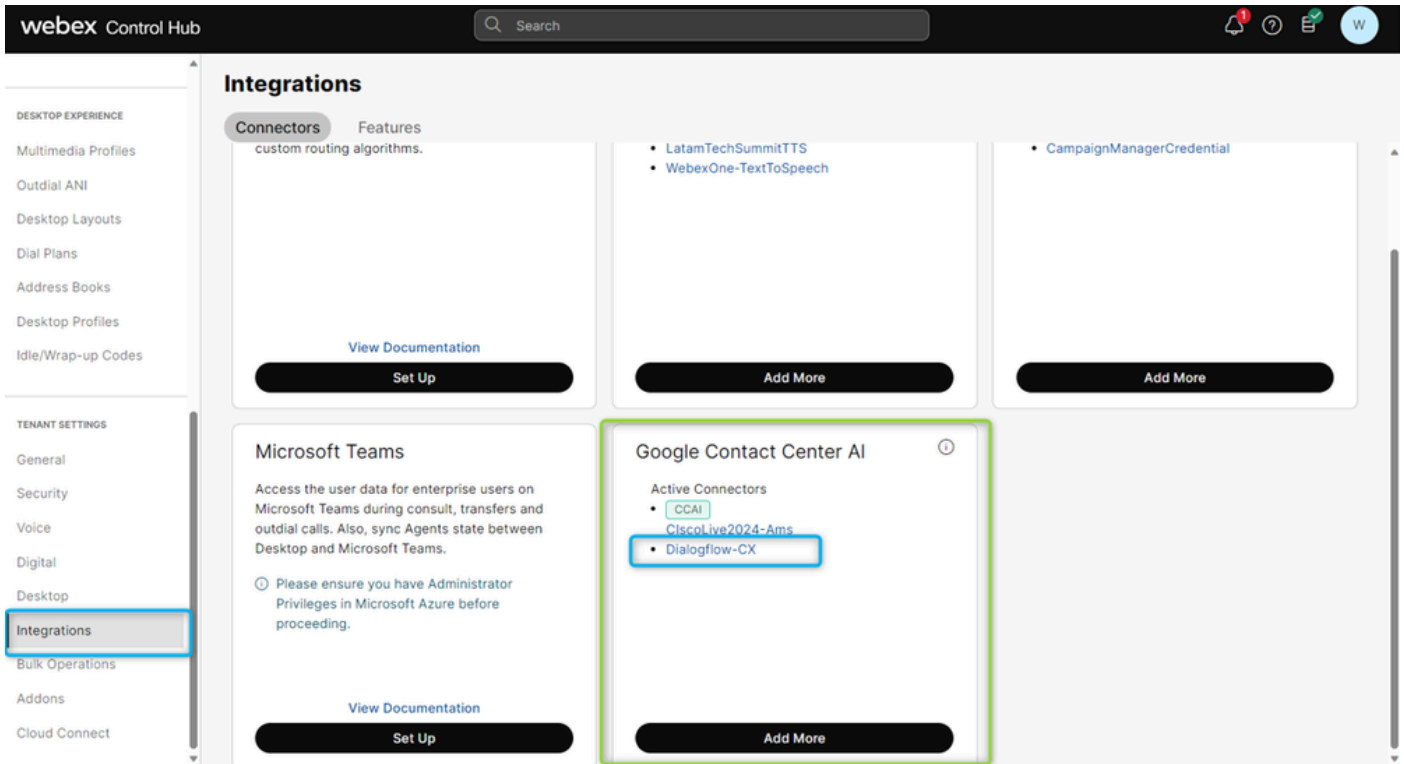 webex Control Hub
Search
1
W
DESKTOP EXPERIENCE
Multimedia Profiles
Outdial ANI
Desktop Layouts
Dial Plans
Address Books
Desktop Profiles
Idle/Wrap-up Codes
TENANT SETTINGS
General
Security
Voice
Digital
Desktop
Integrations
Bulk Operations
Addons
Cloud Connect
Integrations
Connectors
Features
custom routing algorithms.
View Documentation
Set Up
• LatamTechSummitTTS
• WebexOne-TextToSpeech
Add More
• CampaignManagerCredential
Add More
Microsoft Teams
Access the user data for enterprise users on
Microsoft Teams during consult, transfers and
outdial calls. Also, sync Agents state between
Desktop and Microsoft Teams.
Please ensure you have Administrator
Privileges in Microsoft Azure before
proceeding.
View Documentation
Set Up
Google Contact Center AI
Active Connectors
• CCAI
CIscoLive2024-Ams
• Dialogflow-CX
Add More